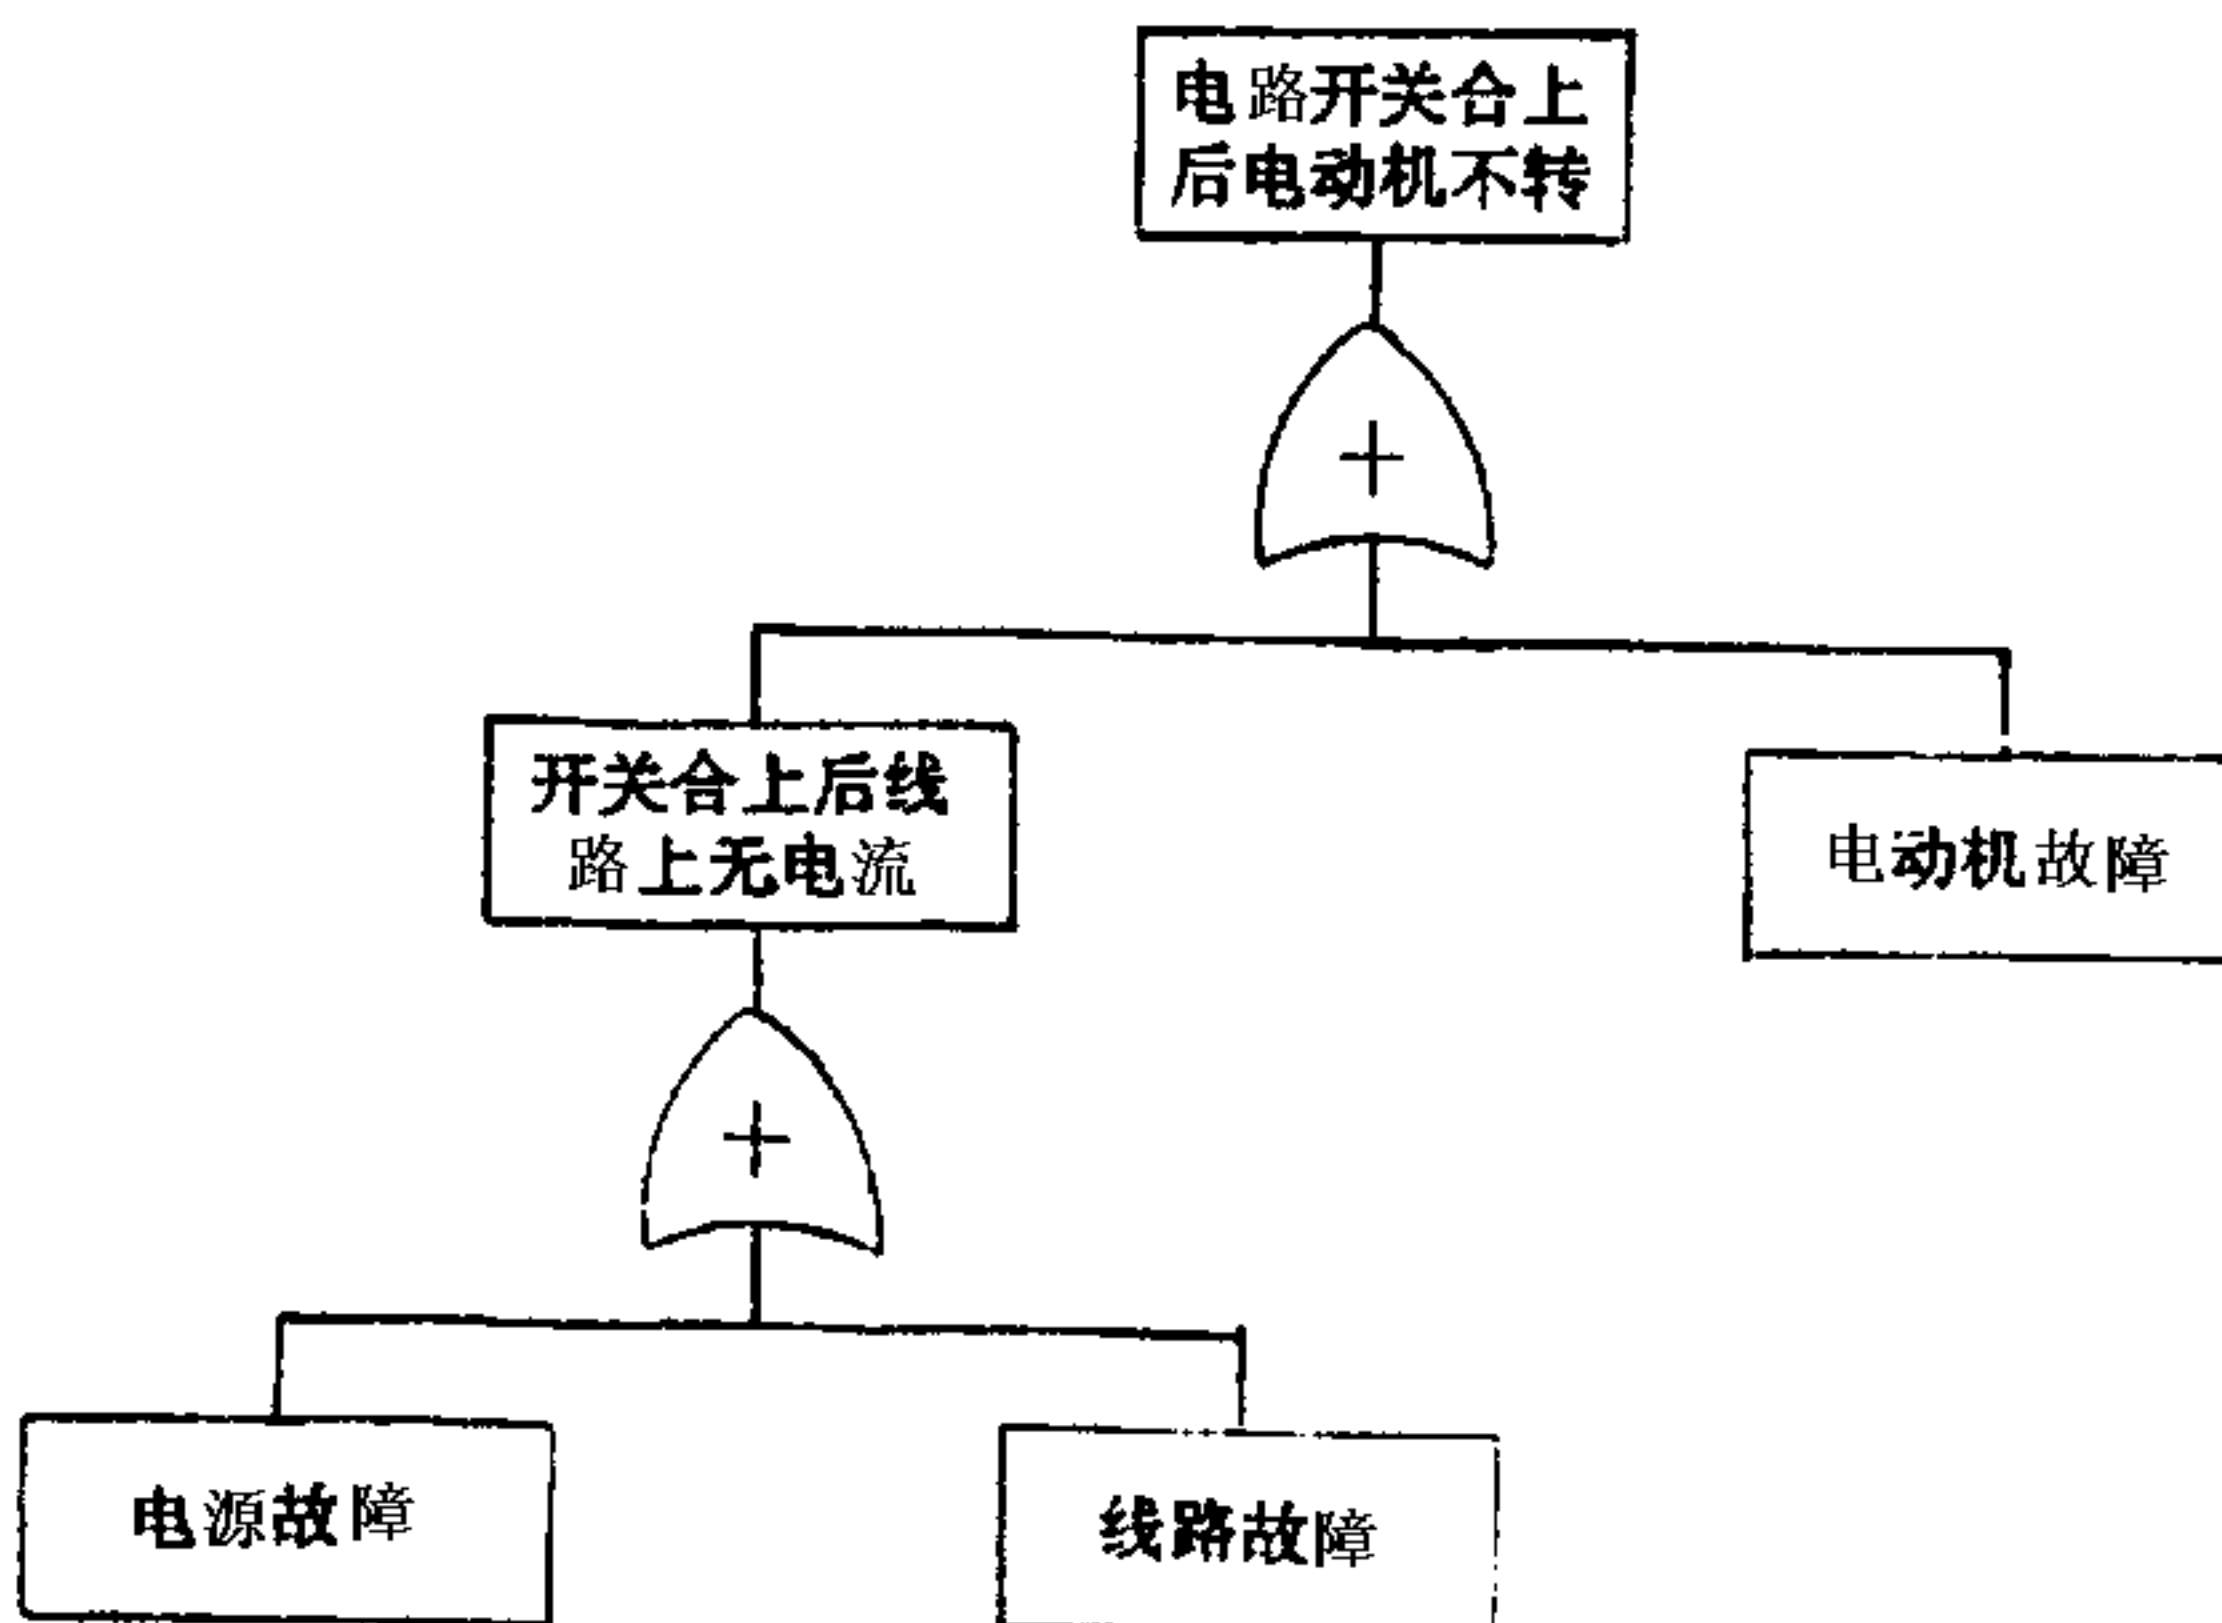 电路开关合上
后电动机不转
+
开关合上后线
路上无电流
电动机故障
+
电源故障
线路故障